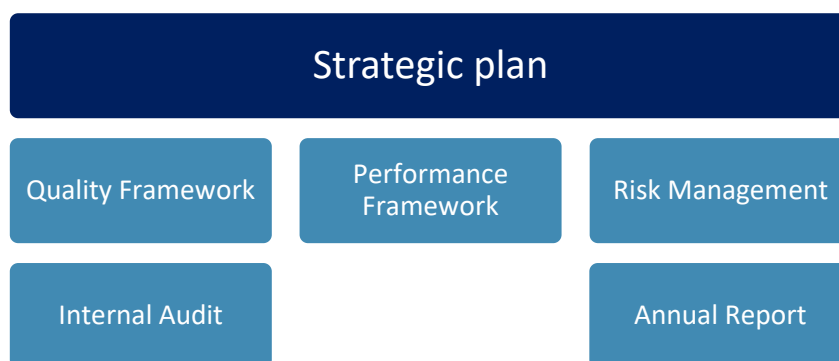 Strategic plan
Quality Framework
Performance
Framework
Risk Management
Internal Audit
Annual Report